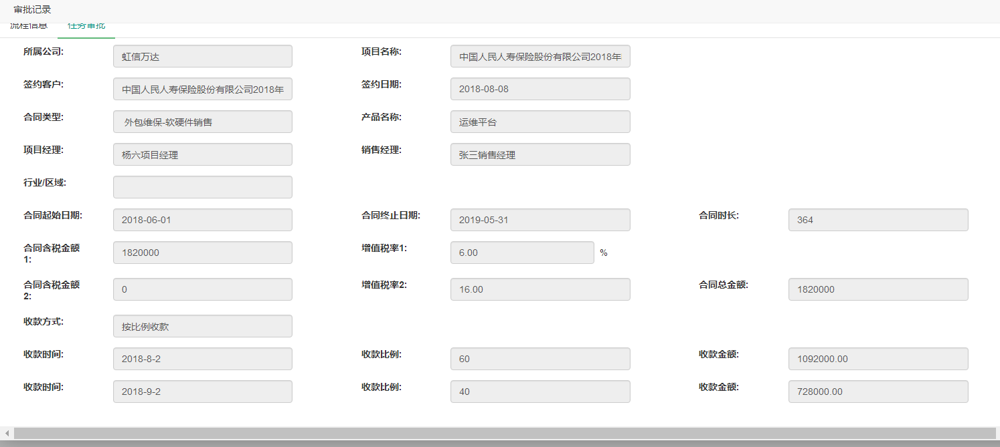 审批记录
流程信息 任务审批
所属公司: 虹信万达 项目名称: 中国人民人寿保险股份有限公司2018年
签约客户: 中国人民人寿保险股份有限公司2018年 签约日期: 2018-08-08
合同类型: 外包维保-软硬件销售 产品名称: 运维平台
项目经理: 杨六项目经理 销售经理: 张三销售经理
行业/区域:
合同起始日期: 2018-06-01 合同终止日期: 2019-05-31 合同时长: 364
合同含税金额
1: 1820000 增值税率1: 6.00 %
合同含税金额
2: 0 增值税率2: 16.00 合同总金额: 1820000
收款方式: 按比例收款
收款时间: 2018-8-2 收款比例: 60 收款金额: 1092000.00
收款时间: 2018-9-2 收款比例: 40 收款金额: 728000.00